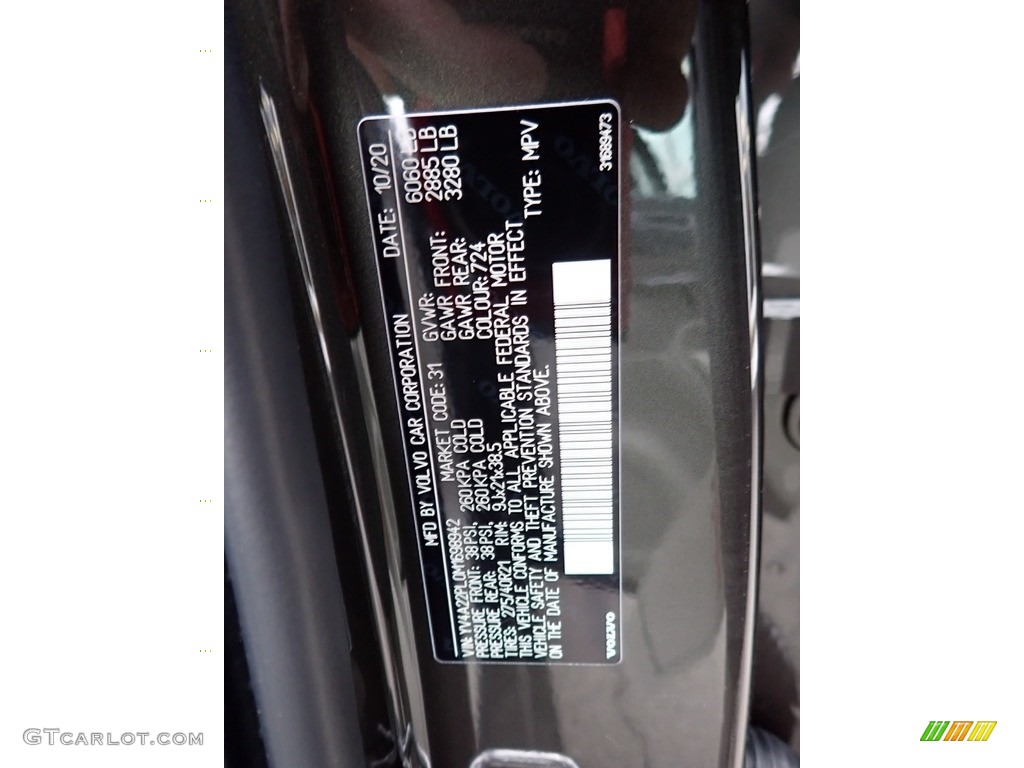 MFD BY VOLVO CAR CORPORATION DATE: 10/20
MARKET CODE: 31 GVWR: 6060 LB
GAWR FRONT: 2885 LB
GAWR REAR: 3280 LB
VIN: YV4A22PL0M1698942
PRESSURE FRONT: 38PSI, 260KPA COLD COLOUR: 724
PRESSURE REAR: 38PSI, 260KPA COLD
TIRES: 275/40R21 RIM: 9Jx21x38.5
THIS VEHICLE CONFORMS TO ALL APPLICABLE FEDERAL MOTOR
VEHICLE SAFETY AND THEFT PREVENTION STANDARDS IN EFFECT
ON THE DATE OF MANUFACTURE SHOWN ABOVE. TYPE: MPV
VOLVO 31689473
GTCARLOT.COM